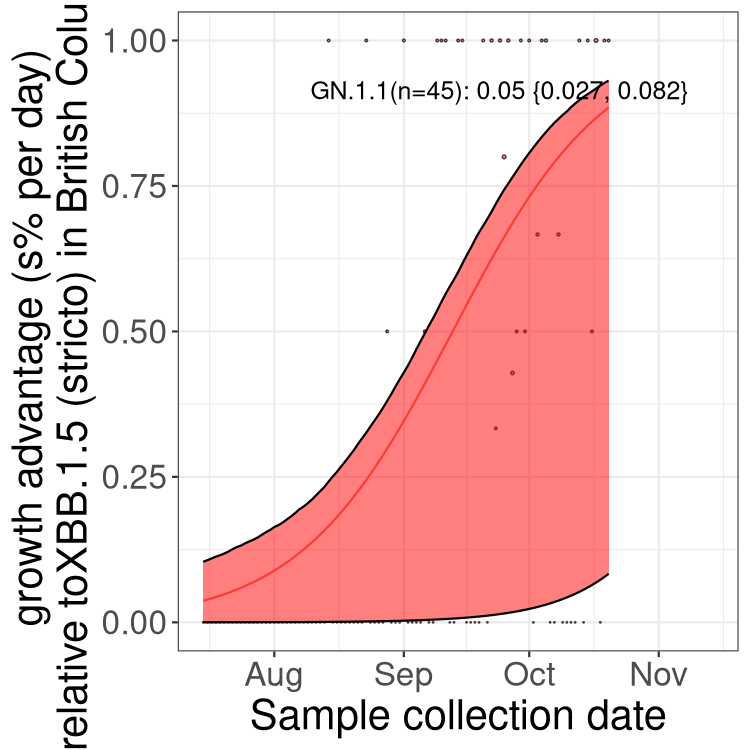 growth advantage (s% per day)
relative toXBB.1.5 (stricto) in British Colu
1.00
0.75
0.50
0.25
0.00
GN.1.1(n=45): 0.05 {0.027, 0.082}
Aug Sep Oct Nov
Sample collection date